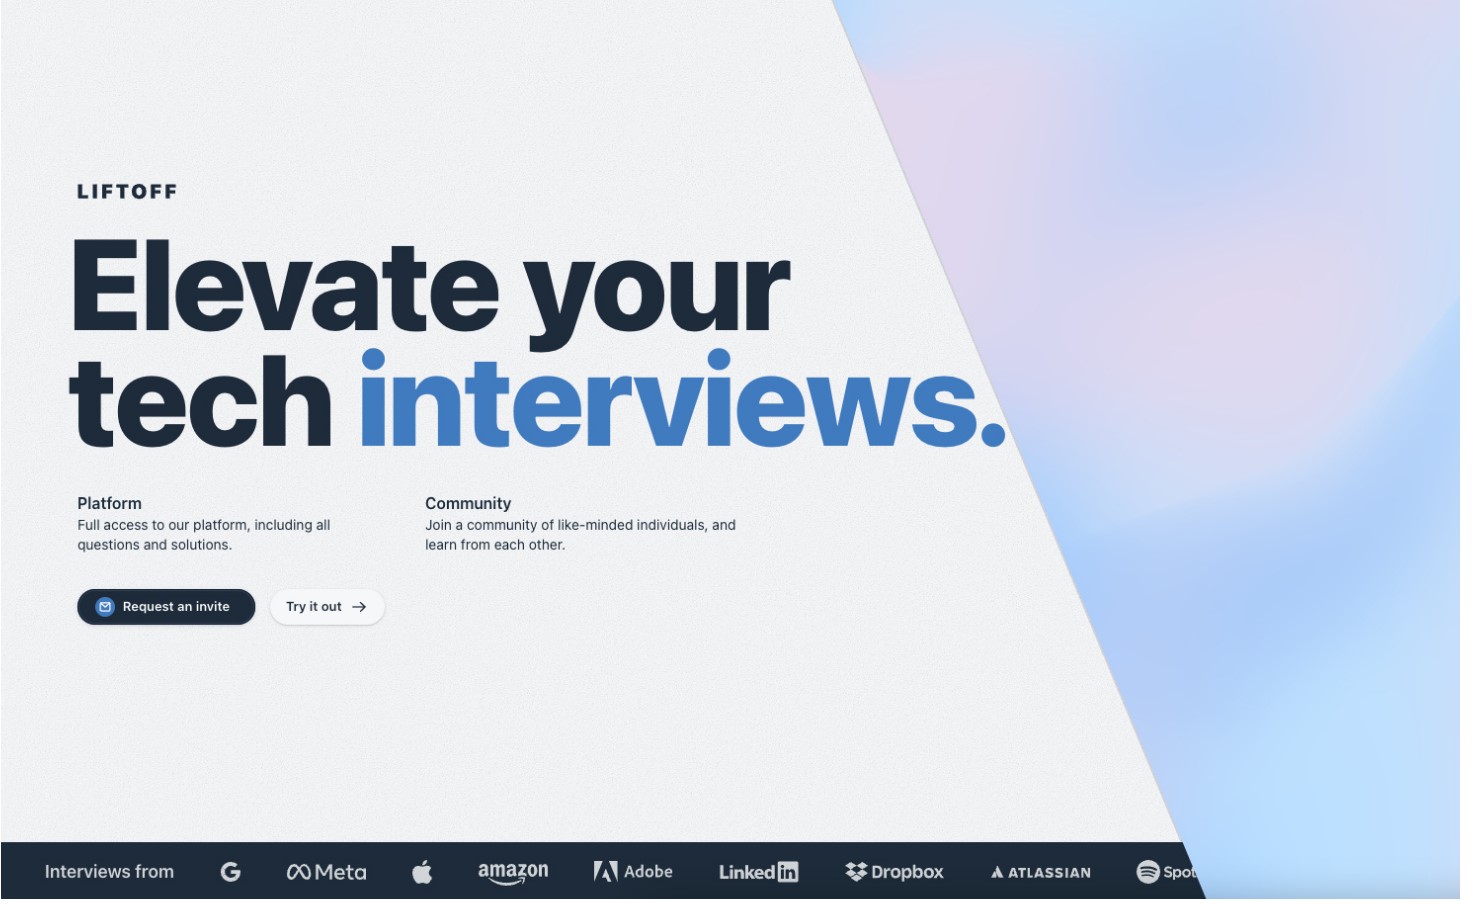 LIFTOFF
Elevate your
tech interviews.
Platform
Full access to our platform, including all
questions and solutions.
Community
Join a community of like-minded individuals, and
learn from each other.
Request an invite
Try it out
Interviews from G Meta amazon Adobe Linkedin Dropbox ATLASSIAN Spot